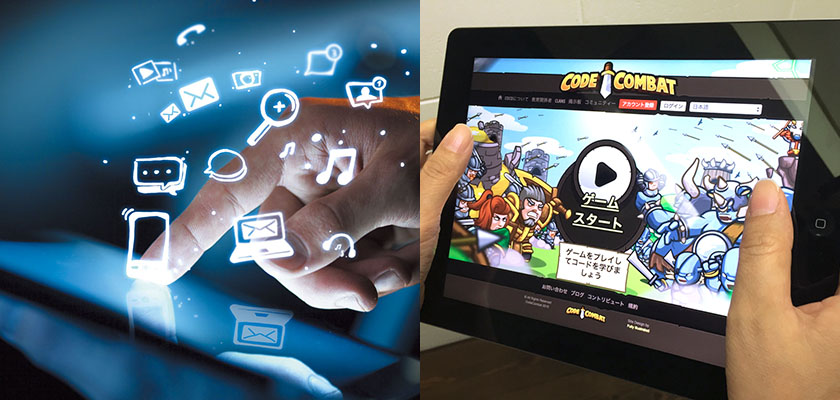 CODE COMBAT
アカウント登録 ログイン 日本語
ゲーム
スタート
ゲームをプレイし
てコードを学びま
しょう
お問い合わせ ブログ コントリビュート 規約
CODE COMBAT